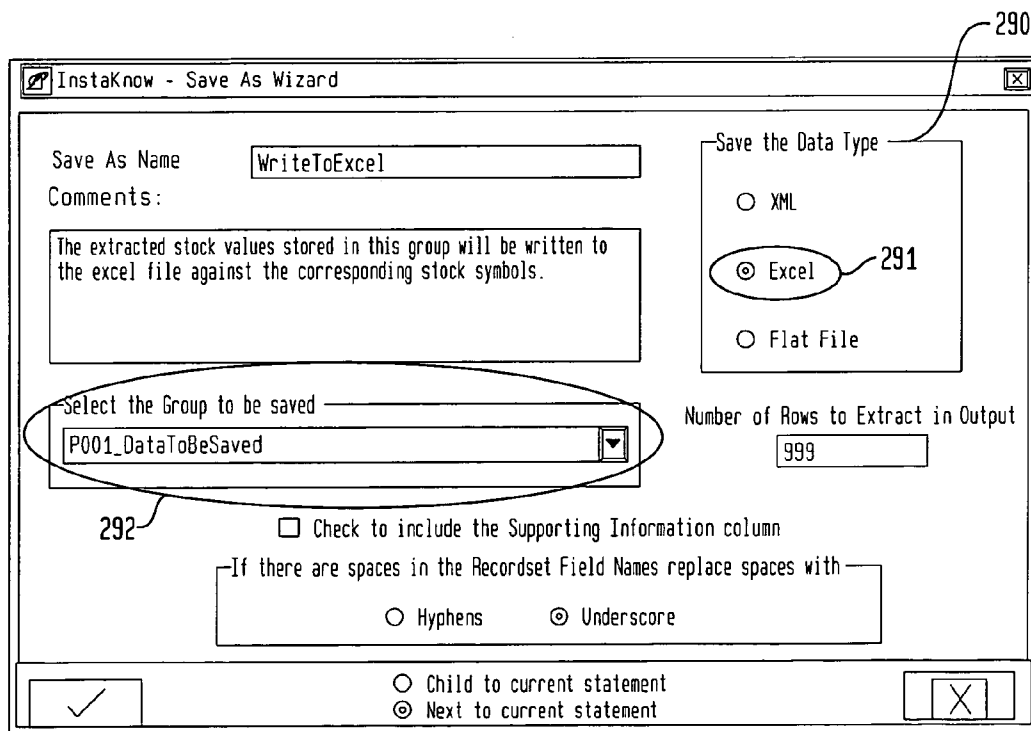 290
InstaKnow - Save As Wizard
Save As Name
WriteToExcel
Comments:
The extracted stock values stored in this group will be written to
the excel file against the corresponding stock symbols.
Save the Data Type
XML
Excel
291
Flat File
Select the Group to be saved
P001_DataToBeSaved
292
Number of Rows to Extract in Output
999
Check to include the Supporting Information column
If there are spaces in the Recordset Field Names replace spaces with
Hyphens
Underscore
Child to current statement
Next to current statement